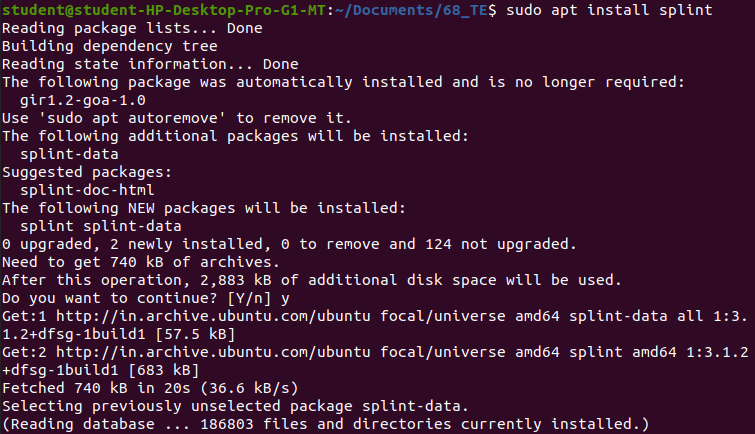 student@student-HP-Desktop-Pro-G1-MT:~/Documents/68_TE$ sudo apt install splint
Reading package lists... Done
Building dependency tree
Reading state information... Done
The following package was automatically installed and is no longer required:
  gir1.2-goa-1.0
Use 'sudo apt autoremove' to remove it.
The following additional packages will be installed:
  splint-data
Suggested packages:
  splint-doc-html
The following NEW packages will be installed:
  splint splint-data
0 upgraded, 2 newly installed, 0 to remove and 124 not upgraded.
Need to get 740 kB of archives.
After this operation, 2,883 kB of additional disk space will be used.
Do you want to continue? [Y/n] y
Get:1 http://in.archive.ubuntu.com/ubuntu focal/universe amd64 splint-data all 1:3.
1.2+dfsg-1build1 [57.5 kB]
Get:2 http://in.archive.ubuntu.com/ubuntu focal/universe amd64 splint amd64 1:3.1.2
+dfsg-1build1 [683 kB]
Fetched 740 kB in 20s (36.6 kB/s)
Selecting previously unselected package splint-data.
(Reading database ... 186803 files and directories currently installed.)